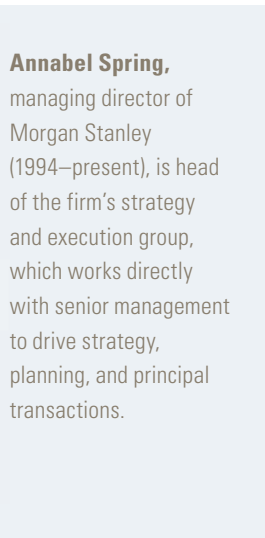 Annabel Spring,
managing director of
Morgan Stanley
(1994–present), is head
of the firm’s strategy
and execution group,
which works directly
with senior management
to drive strategy,
planning, and principal
transactions.